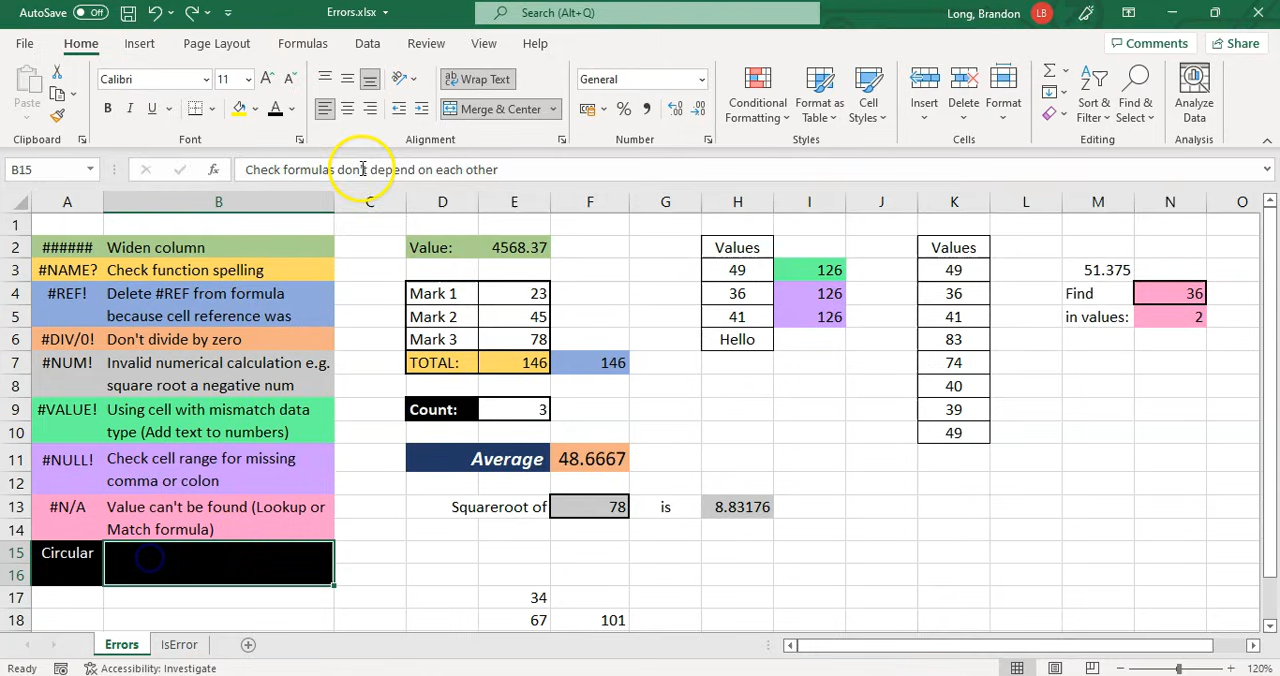 AutoSave Off Errors.xlsx Search (Alt+Q) Long, Brandon LB
File Home Insert Page Layout Formulas Data Review View Help Comments Share
Paste Calibri 11 Wrap Text General Conditional Formatting Format as Table Cell Styles Insert Delete Format Sort & Filter Find & Select Analyze Data
B I U A Merge & Center
Clipboard Font Alignment Number Styles Cells Editing Analysis
B15 fx Check formulas don't depend on each other
A B C D E F G H I J K L M N O
1
2 ###### Widen column Value: 4568.37 Values Values
3 #NAME? Check function spelling 49 126 49 51.375
4 #REF! Delete #REF from formula Mark 1 23 36 126 36 Find 36
5 because cell reference was Mark 2 45 41 126 41 in values: 2
6 #DIV/0! Don't divide by zero Mark 3 78 Hello 83
7 #NUM! Invalid numerical calculation e.g. TOTAL: 146 146 74
8 square root a negative num 40
9 #VALUE! Using cell with mismatch data Count: 3 39
10 type (Add text to numbers) 49
11 #NULL! Check cell range for missing Average 48.6667
12 comma or colon
13 #N/A Value can't be found (Lookup or Squareroot of 78 is 8.83176
14 Match formula)
15 Circular
16
17 34
18 67 101
Errors IsError
Ready Accessibility: Investigate 120%